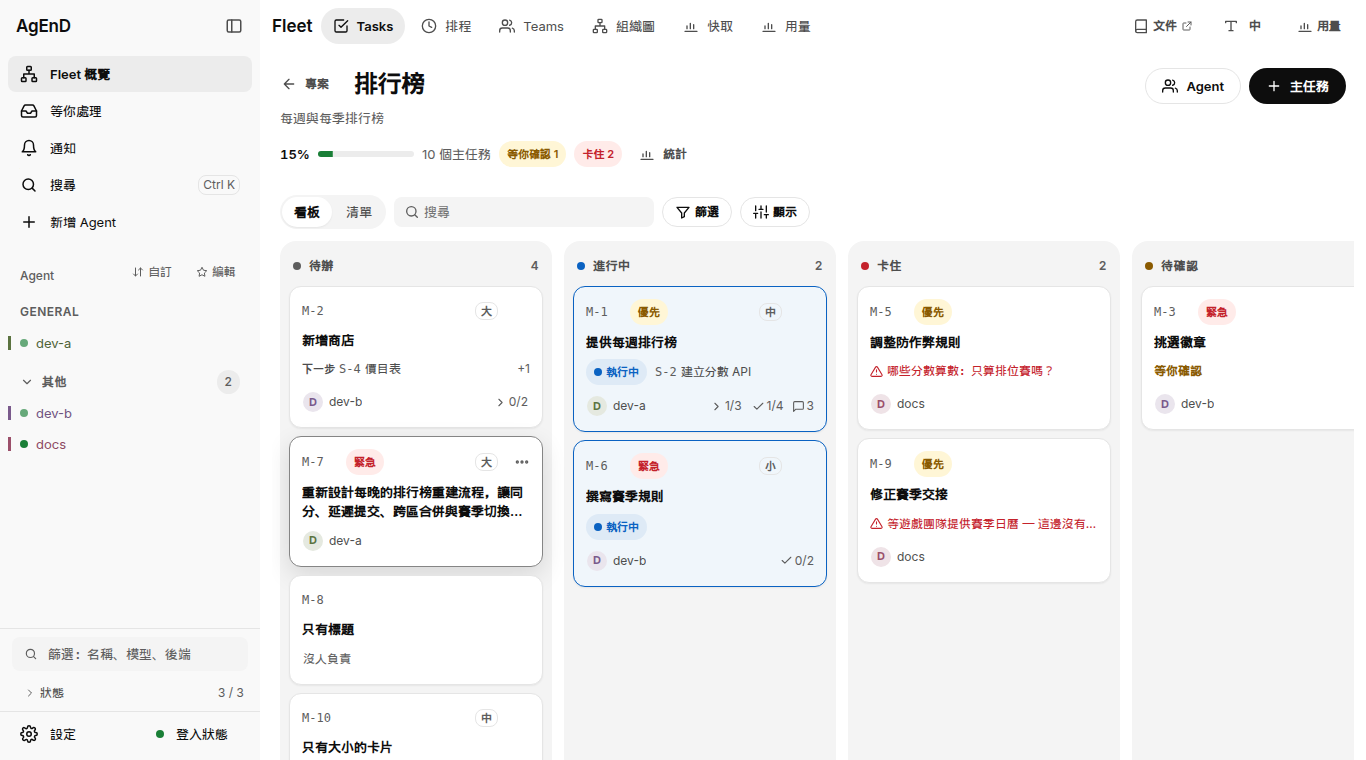 AgEnD
Fleet 概覽
等你處理
通知
搜尋 Ctrl K
新增 Agent
Agent 自訂 編輯
GENERAL
dev-a
其他 2
dev-b
docs
篩選：名稱、模型、後端
狀態 3 / 3
設定 登入狀態
Fleet Tasks 排程 Teams 組織圖 快取 用量 文件 中 用量
專案 排行榜 Agent 主任務
每週與每季排行榜
15% 10 個主任務 等你確認 1 卡住 2 統計
看板 清單 搜尋 篩選 顯示
待辦 4
M-2 大
新增商店
下一步 S-4 價目表 +1
D dev-b 0/2
M-7 緊急 大
重新設計每晚的排行榜重建流程，讓同
分、延遲提交、跨區合併與賽季切換...
D dev-a
M-8
只有標題
沒人負責
M-10 中
只有大小的卡片
進行中 2
M-1 優先 中
提供每週排行榜
執行中 S-2 建立分數 API
D dev-a 1/3 1/4 3
M-6 緊急 小
撰寫賽季規則
執行中
D dev-b 0/2
卡住 2
M-5 優先
調整防作弊規則
哪些分數算數：只算排位賽嗎？
D docs
M-9 優先
修正賽季交接
等遊戲團隊提供賽季日曆 — 這邊沒有...
D docs
待確認
M-3 緊急
挑選徽章
等你確認
D dev-b